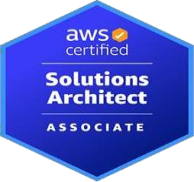 aws
certified
Solutions
Architect
ASSOCIATE